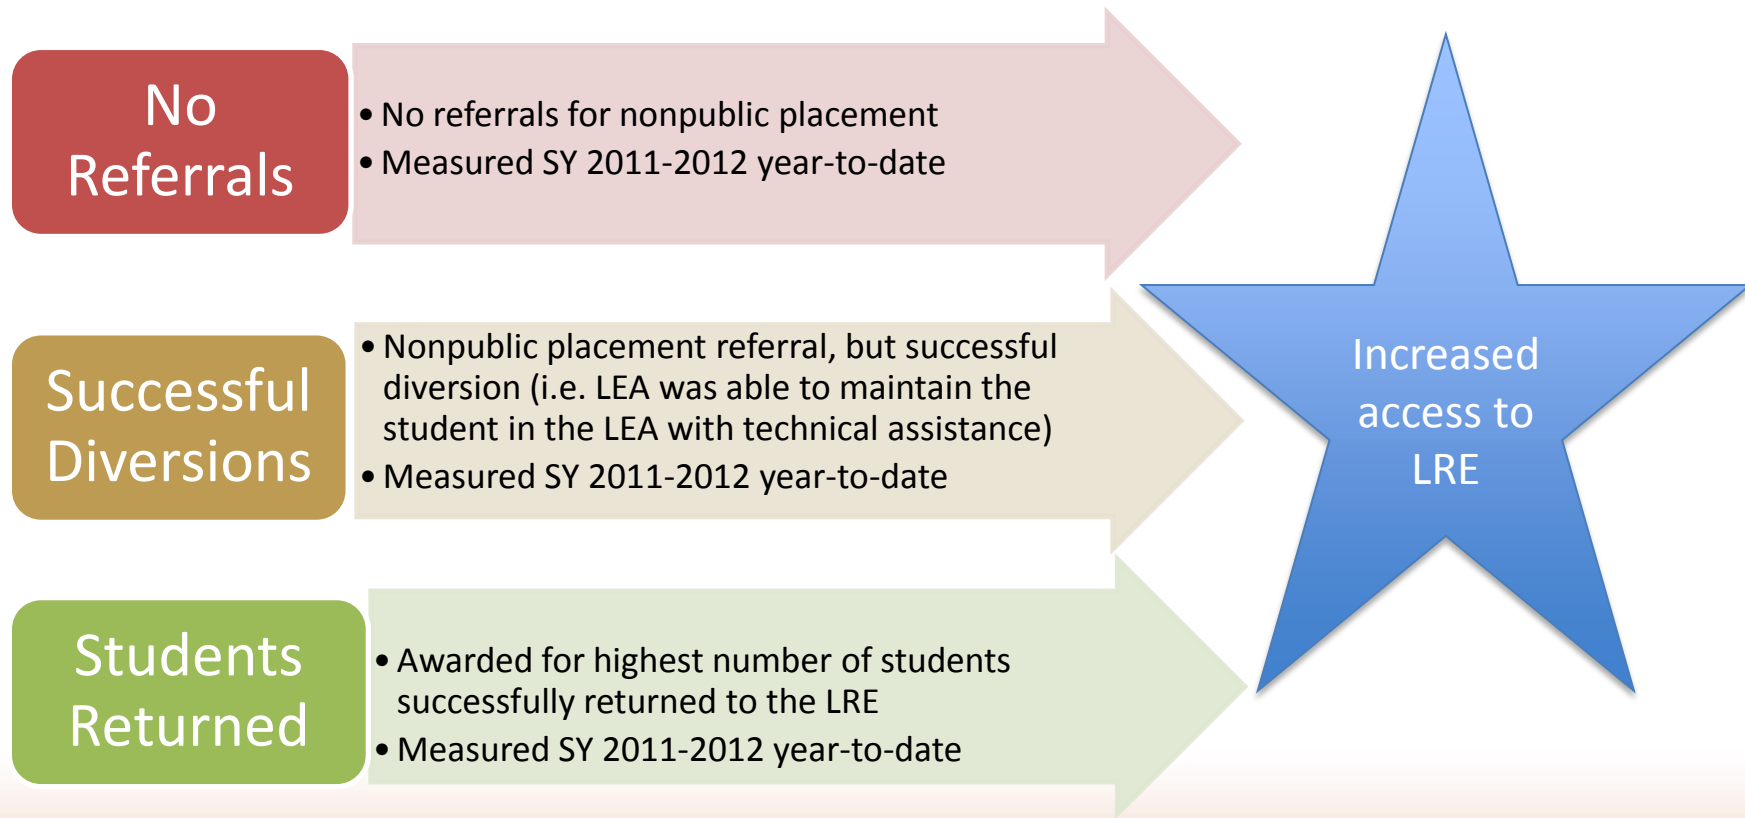 No
Referrals
• No referrals for nonpublic placement
• Measured SY 2011-2012 year-to-date
Successful
Diversions
• Nonpublic placement referral, but successful
diversion (i.e. LEA was able to maintain the
student in the LEA with technical assistance)
• Measured SY 2011-2012 year-to-date
Students
Returned
• Awarded for highest number of students
successfully returned to the LRE
• Measured SY 2011-2012 year-to-date
Increased
access to
LRE